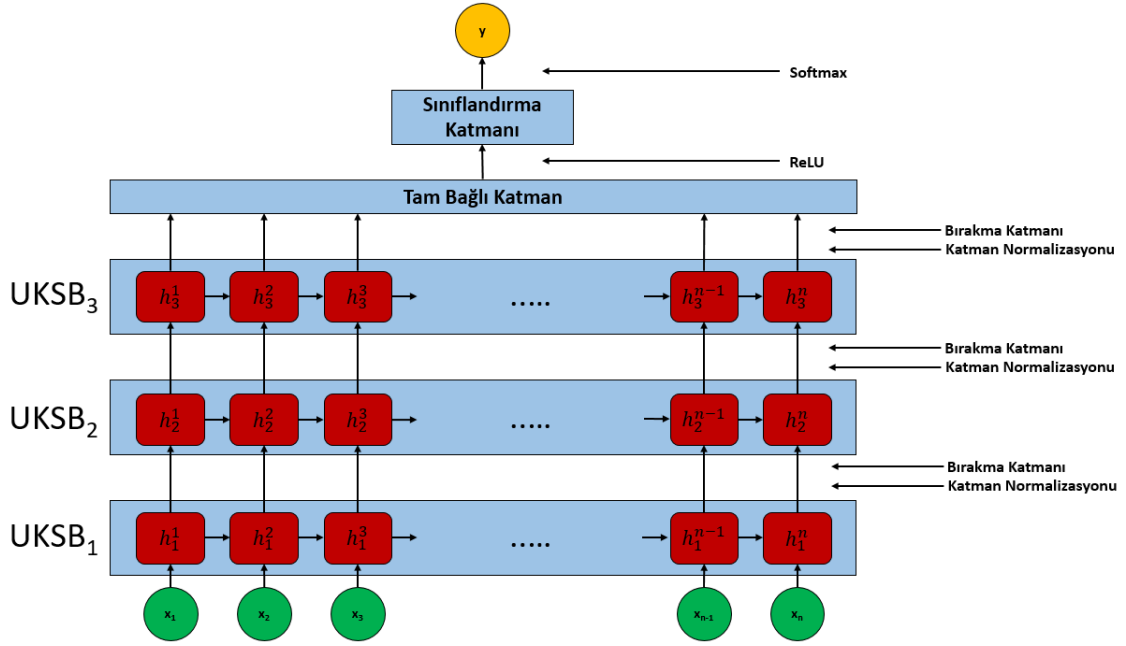 y
Softmax
Sınıflandırma
Katmanı
ReLU
Tam Bağlı Katman
Bırakma Katmanı
Katman Normalizasyonu
UKSB₃ h₃¹ h₃² h₃³ ..... h₃ⁿ⁻¹ h₃ⁿ
Bırakma Katmanı
Katman Normalizasyonu
UKSB₂ h₂¹ h₂² h₂³ ..... h₂ⁿ⁻¹ h₂ⁿ
Bırakma Katmanı
Katman Normalizasyonu
UKSB₁ h₁¹ h₁² h₁³ ..... h₁ⁿ⁻¹ h₁ⁿ
x₁ x₂ x₃ xₙ₋₁ xₙ